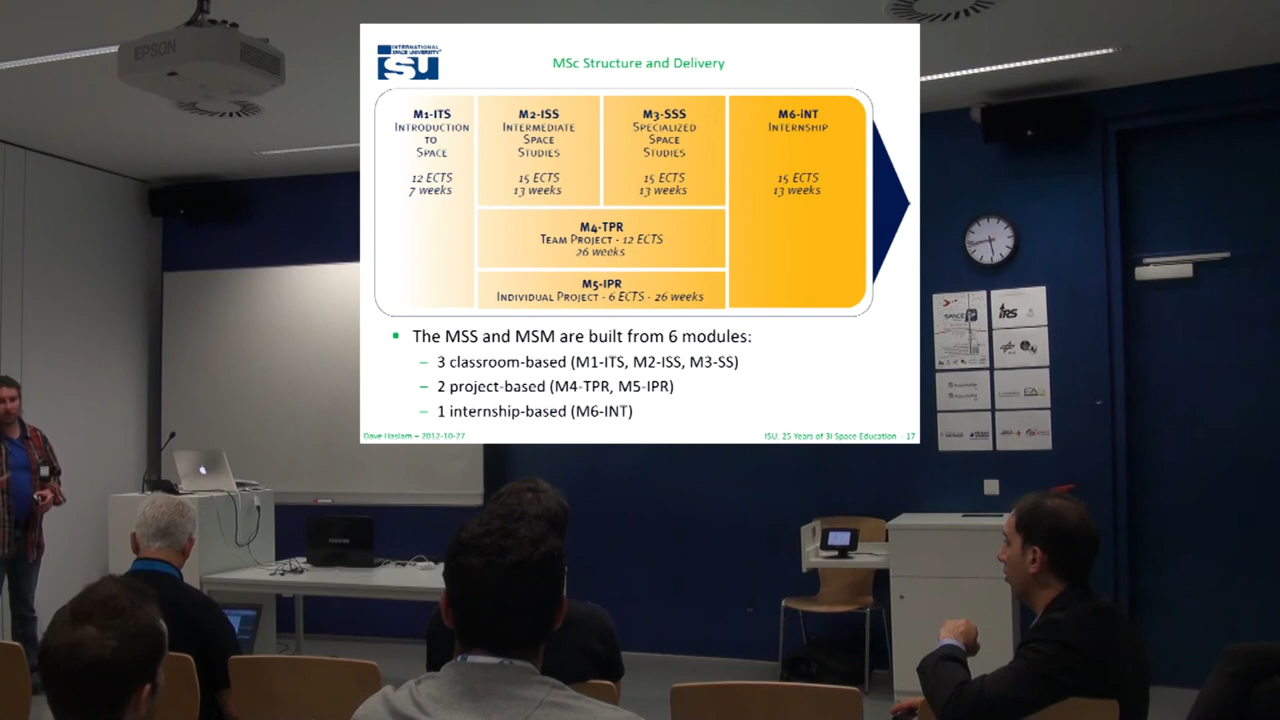 EPSON
INTERNATIONAL
SPACE UNIVERSITY
ISU
MSc Structure and Delivery
M1-ITS
INTRODUCTION
TO
SPACE
12 ECTS
7 weeks
M2-ISS
INTERMEDIATE
SPACE
STUDIES
15 ECTS
13 weeks
M3-SSS
SPECIALIZED
SPACE
STUDIES
15 ECTS
13 weeks
M6-INT
INTERNSHIP
15 ECTS
13 weeks
M4-TPR
TEAM PROJECT - 12 ECTS
26 weeks
M5-IPR
INDIVIDUAL PROJECT - 6 ECTS - 26 weeks
The MSS and MSM are built from 6 modules:
– 3 classroom-based (M1-ITS, M2-ISS, M3-SS)
– 2 project-based (M4-TPR, M5-IPR)
– 1 internship-based (M6-INT)
Dave Haslam – 2012-10-27
ISU: 25 Years of 3I Space Education - 17
SPACE
IRS
DLR
TOSHIBA